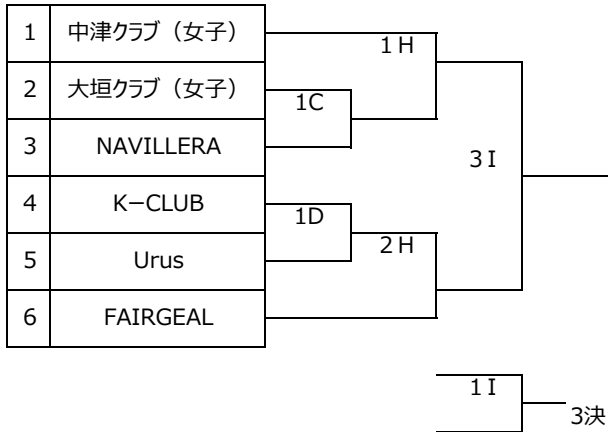 1 中津クラブ（女子）
1Ｈ
2 大垣クラブ（女子）
1C
3 NAVILLERA
3Ｉ
4 K−CLUB
1D
2Ｈ
5 Urus
6 FAIRGEAL
1Ｉ
3決